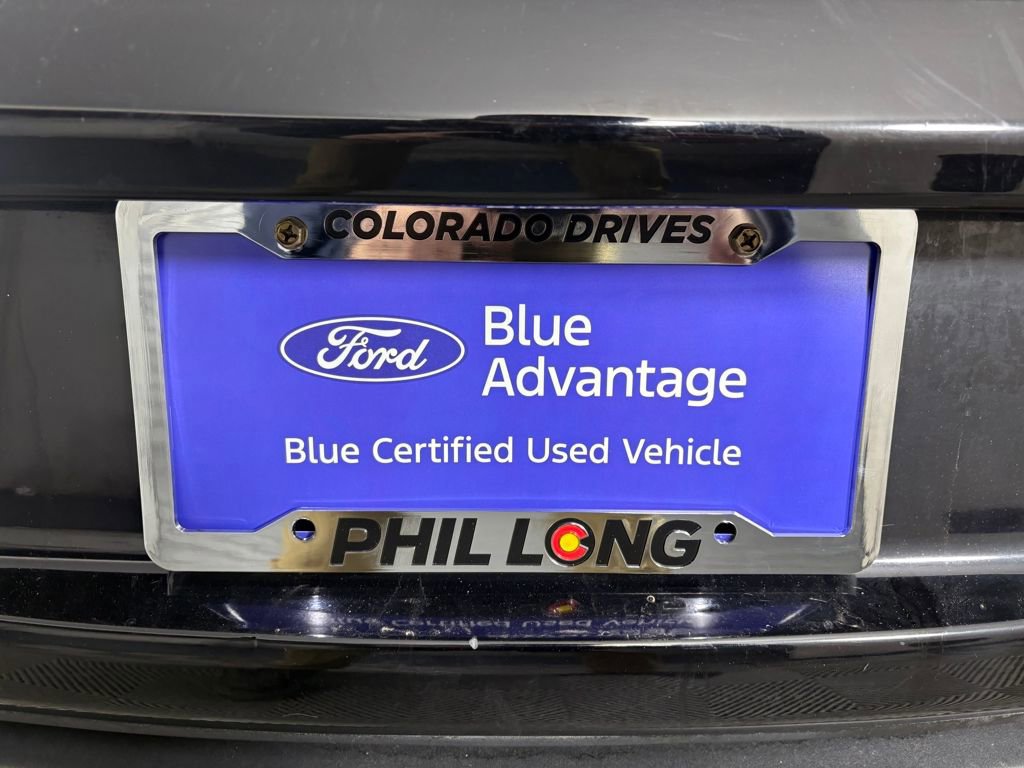 COLORADO DRIVES
Ford
Blue
Advantage
Blue Certified Used Vehicle
PHIL LONG